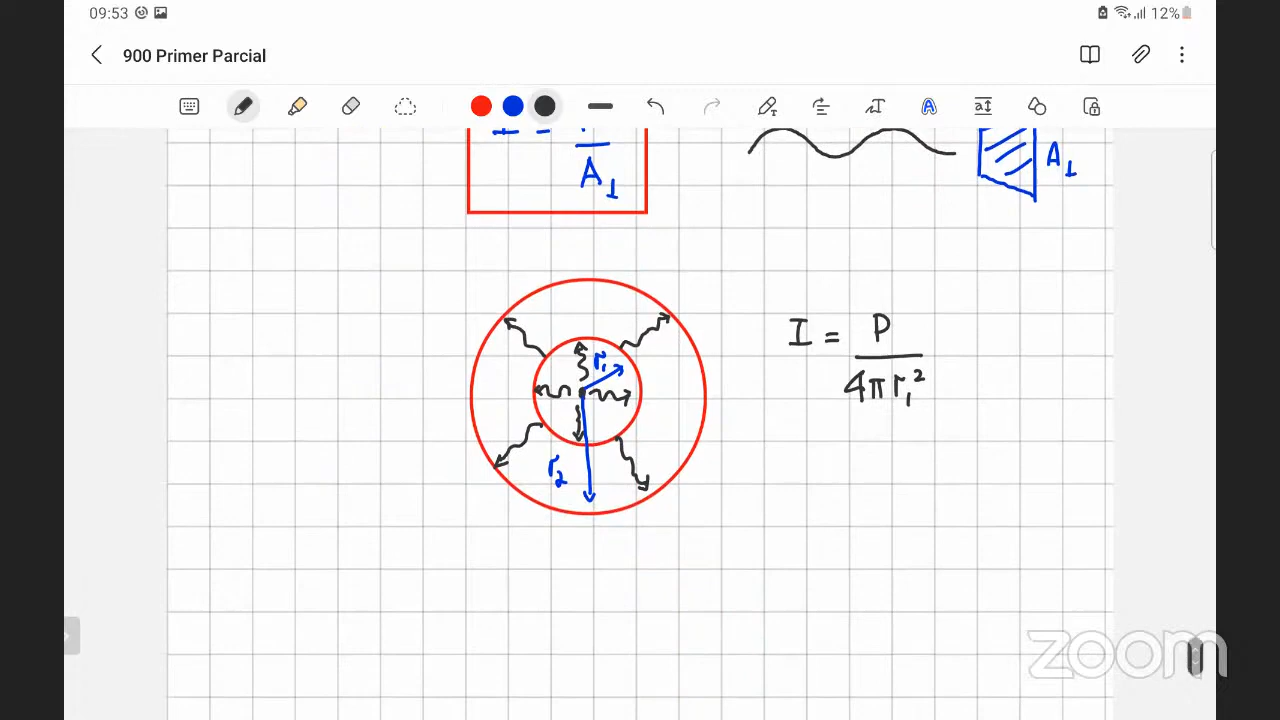 09:53
12%
900 Primer Parcial
A⊥
A⊥
r₁
r₂
I = P / 4πr₁²
zoom